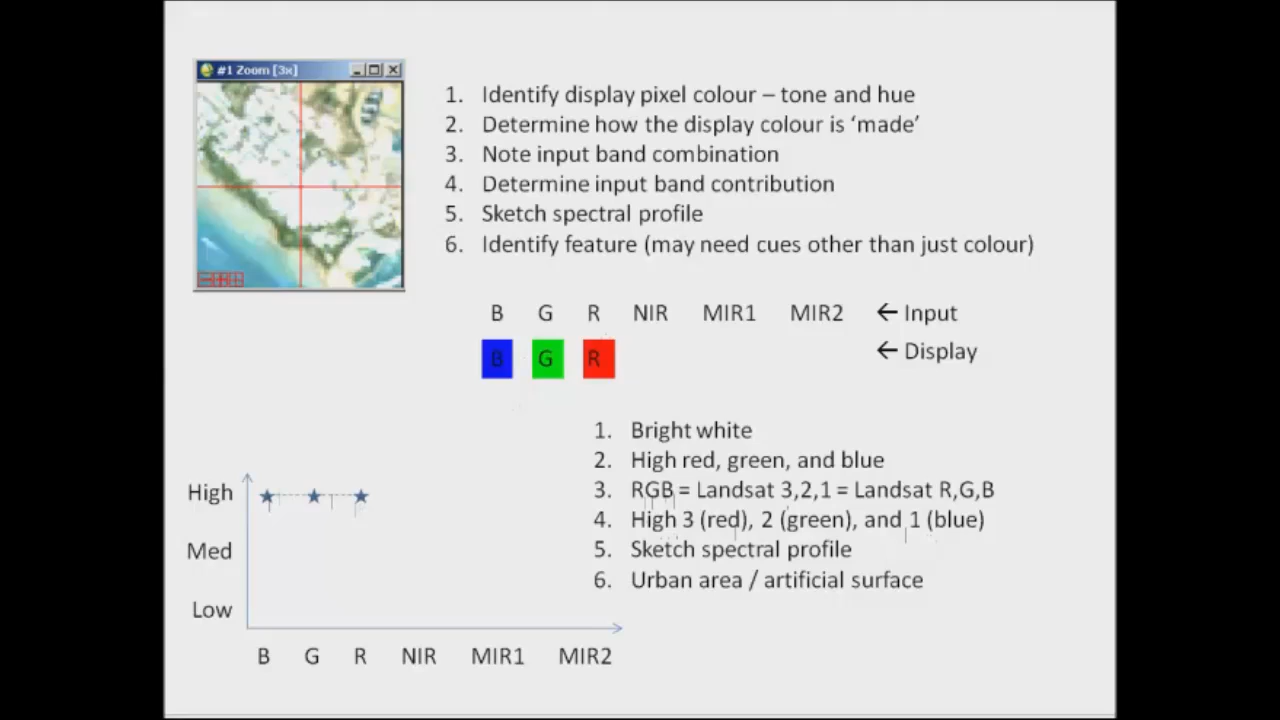 #1 Zoom [3x]
1. Identify display pixel colour – tone and hue
2. Determine how the display colour is ‘made’
3. Note input band combination
4. Determine input band contribution
5. Sketch spectral profile
6. Identify feature (may need cues other than just colour)
B G R NIR MIR1 MIR2 ← Input
B G R ← Display
1. Bright white
2. High red, green, and blue
3. RGB = Landsat 3,2,1 = Landsat R,G,B
4. High 3 (red), 2 (green), and 1 (blue)
5. Sketch spectral profile
6. Urban area / artificial surface
High
Med
Low
B G R NIR MIR1 MIR2